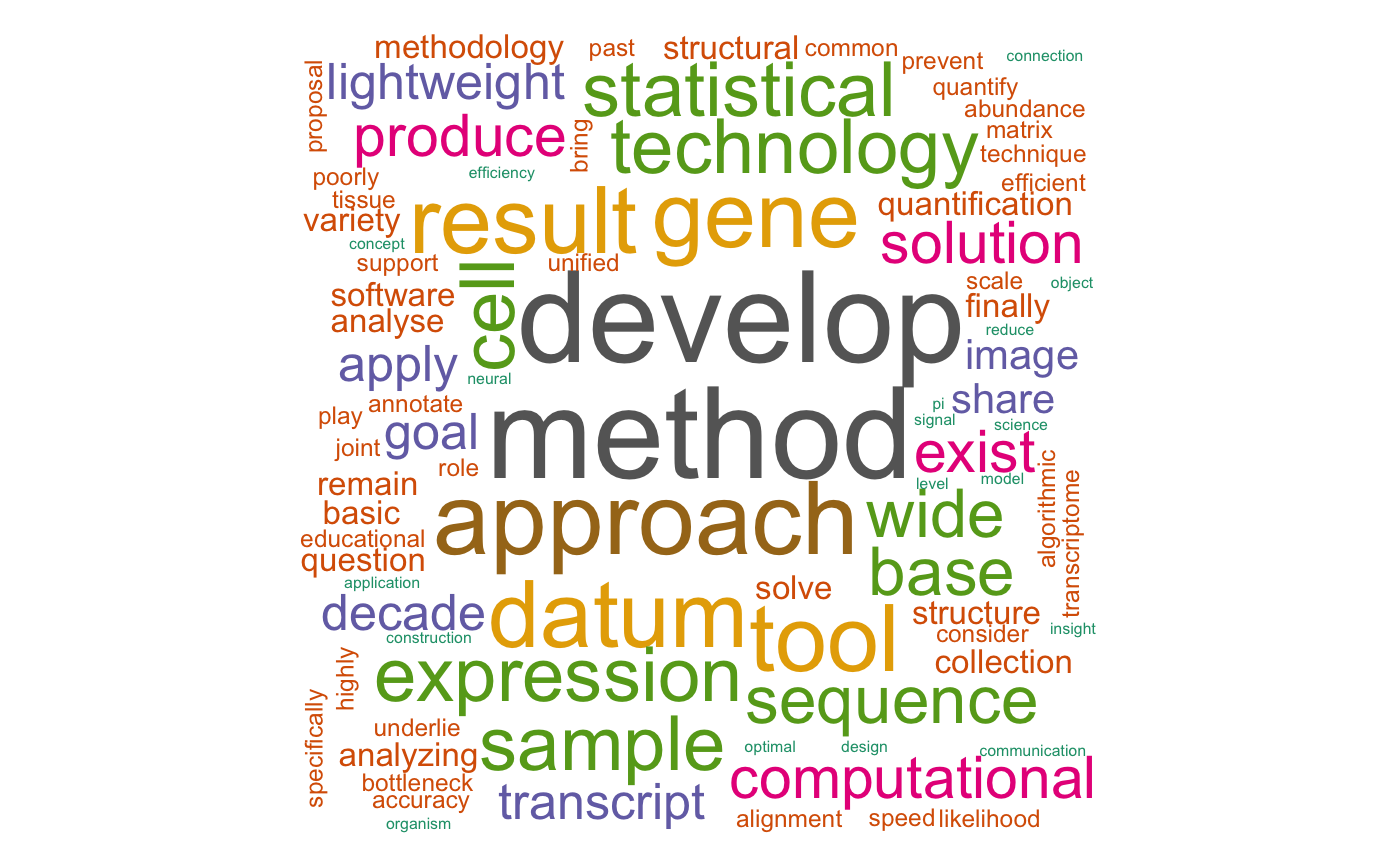 methodology
past
structural
common
prevent
connection
proposal
lightweight
statistical
quantify
abundance
produce
bring
technology
matrix
technique
efficiency
poorly
efficient
tissue
variety
result
gene
quantification
concept
solution
support
unified
cell
develop
software
scale
object
finally
analyse
reduce
apply
image
neural
method
share
annotate
pi
play
signal
science
goal
joint
exist
role
model
level
algorithmic
transcriptome
remain
basic
approach
wide
educational
question
base
application
solve
decade
datum
tool
structure
consider
insight
construction
highly
expression
collection
sequence
specifically
underlie
sample
analyzing
optimal
design
communication
bottleneck
computational
accuracy
transcript
organism
alignment
speed
likelihood